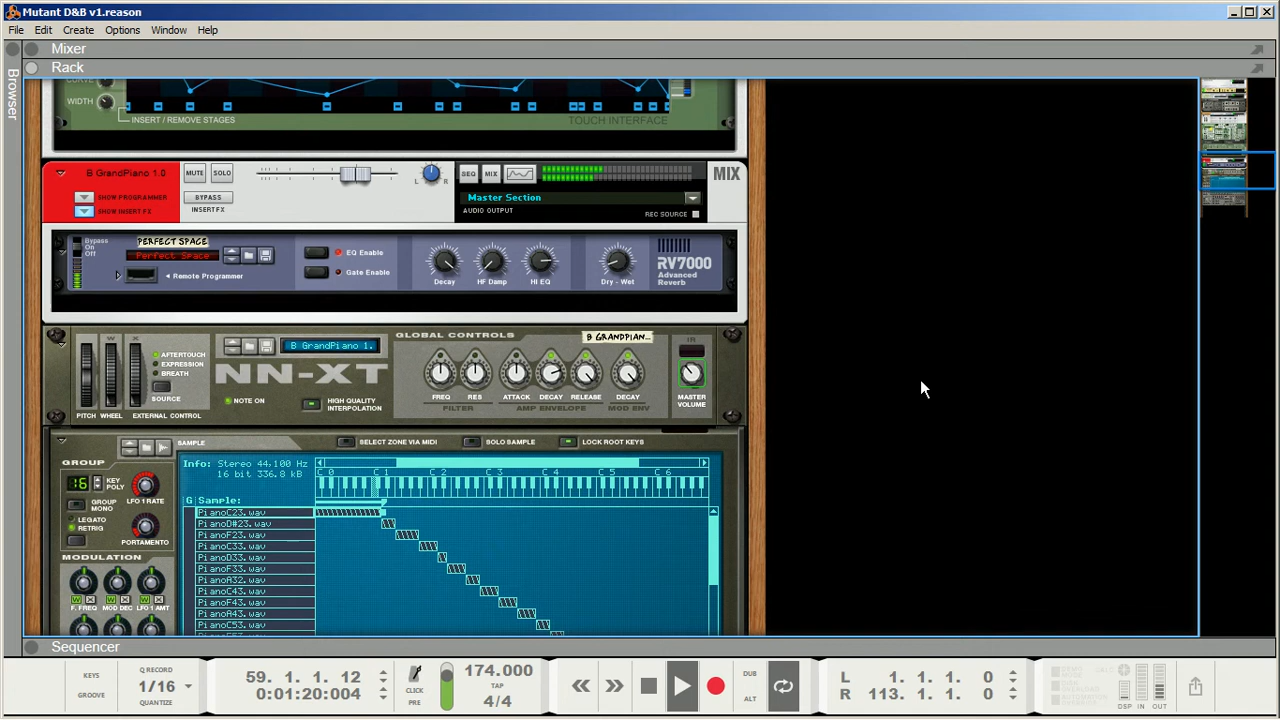 Mutant D&B v1.reason
File Edit Create Options Window Help
Mixer
Rack
Browser
CURVE
WIDTH
INSERT / REMOVE STAGES
TOUCH INTERFACE
B GrandPiano 1.0
MUTE SOLO
L R
SEQ MIX
MIX
SHOW PROGRAMMER
BYPASS
Master Section
SHOW INSERT FX
INSERT FX
AUDIO OUTPUT
REC SOURCE
Bypass
On
Off
PERFECT SPACE
Perfect Space
Remote Programmer
EQ Enable
Gate Enable
Decay HF Damp HI EQ Dry - Wet
RV7000
Advanced
Reverb
GLOBAL CONTROLS
B GRANDPIAN...
W X
AFTERTOUCH
EXPRESSION
BREATH
SOURCE
PITCH WHEEL EXTERNAL CONTROL
B GrandPiano 1.
NN-XT
NOTE ON
HIGH QUALITY
INTERPOLATION
FREQ RES ATTACK DECAY RELEASE DECAY
FILTER AMP ENVELOPE MOD ENV
MASTER
VOLUME
SAMPLE
SELECT ZONE VIA MIDI SOLO SAMPLE LOCK ROOT KEYS
GROUP
16 KEY
POLY
LFO 1 RATE
GROUP
MONO
LEGATO
RETRIG
PORTAMENTO
MODULATION
W X W X W X
F. FREQ MOD DEC LFO 1 AMT
Info: Stereo 44,100 Hz
16 bit 336.8 kB
C 0 C 1 C 2 C 3 C 4 C 5 C 6
G Sample:
PianoC23.wav
PianoD#23.wav
PianoF23.wav
PianoC33.wav
PianoD33.wav
PianoF33.wav
PianoA32.wav
PianoC43.wav
PianoF43.wav
PianoA43.wav
PianoC53.wav
Sequencer
KEYS
GROOVE
Q RECORD
1/16
QUANTIZE
59. 1. 1. 12
0:01:20:004
CLICK
PRE
174.000
TAP
4/4
DUB
ALT
L 1. 1. 1. 0
R 113. 1. 1. 0
DSP IN OUT